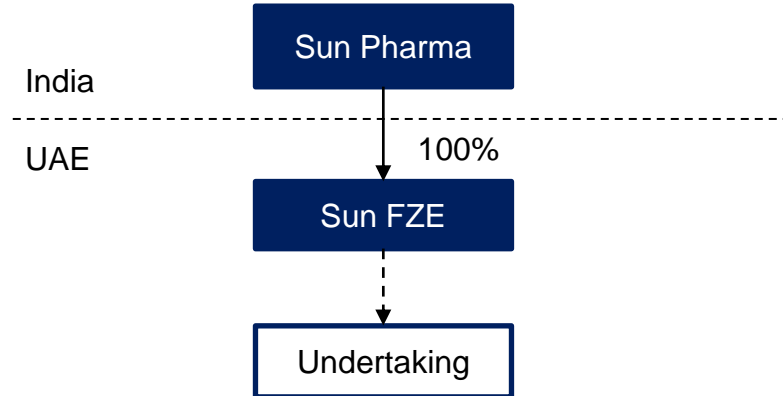 Sun Pharma
India
UAE
100%
Sun FZE
Undertaking